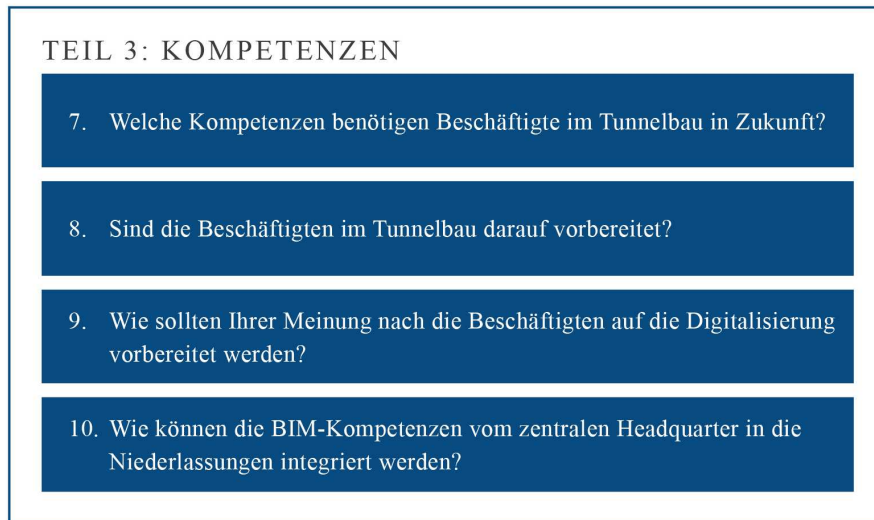 TEIL 3: KOMPETENZEN
7. Welche Kompetenzen benötigen Beschäftigte im Tunnelbau in Zukunft?
8. Sind die Beschäftigten im Tunnelbau darauf vorbereitet?
9. Wie sollten Ihrer Meinung nach die Beschäftigten auf die Digitalisierung
vorbereitet werden?
10. Wie können die BIM-Kompetenzen vom zentralen Headquarter in die
Niederlassungen integriert werden?